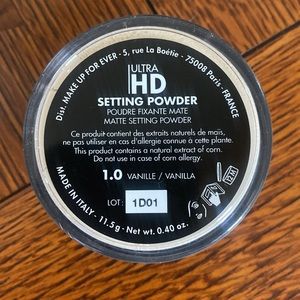 Dist. MAKE UP FOR EVER - 5, rue La Boétie - 75008 Paris - FRANCE
ULTRA
HD
SETTING POWDER
POUDRE FIXANTE MATE
MATTE SETTING POWDER
Ce produit contient des extraits naturels de maïs,
ne pas utiliser en cas d'allergie connue à cette plante.
This product contains a natural extract of corn.
Do not use in case of corn allergy.
1.0 VANILLE / VANILLA
LOT: 1D01
MADE IN ITALY - 11.5g - Net wt. 0.40 oz.